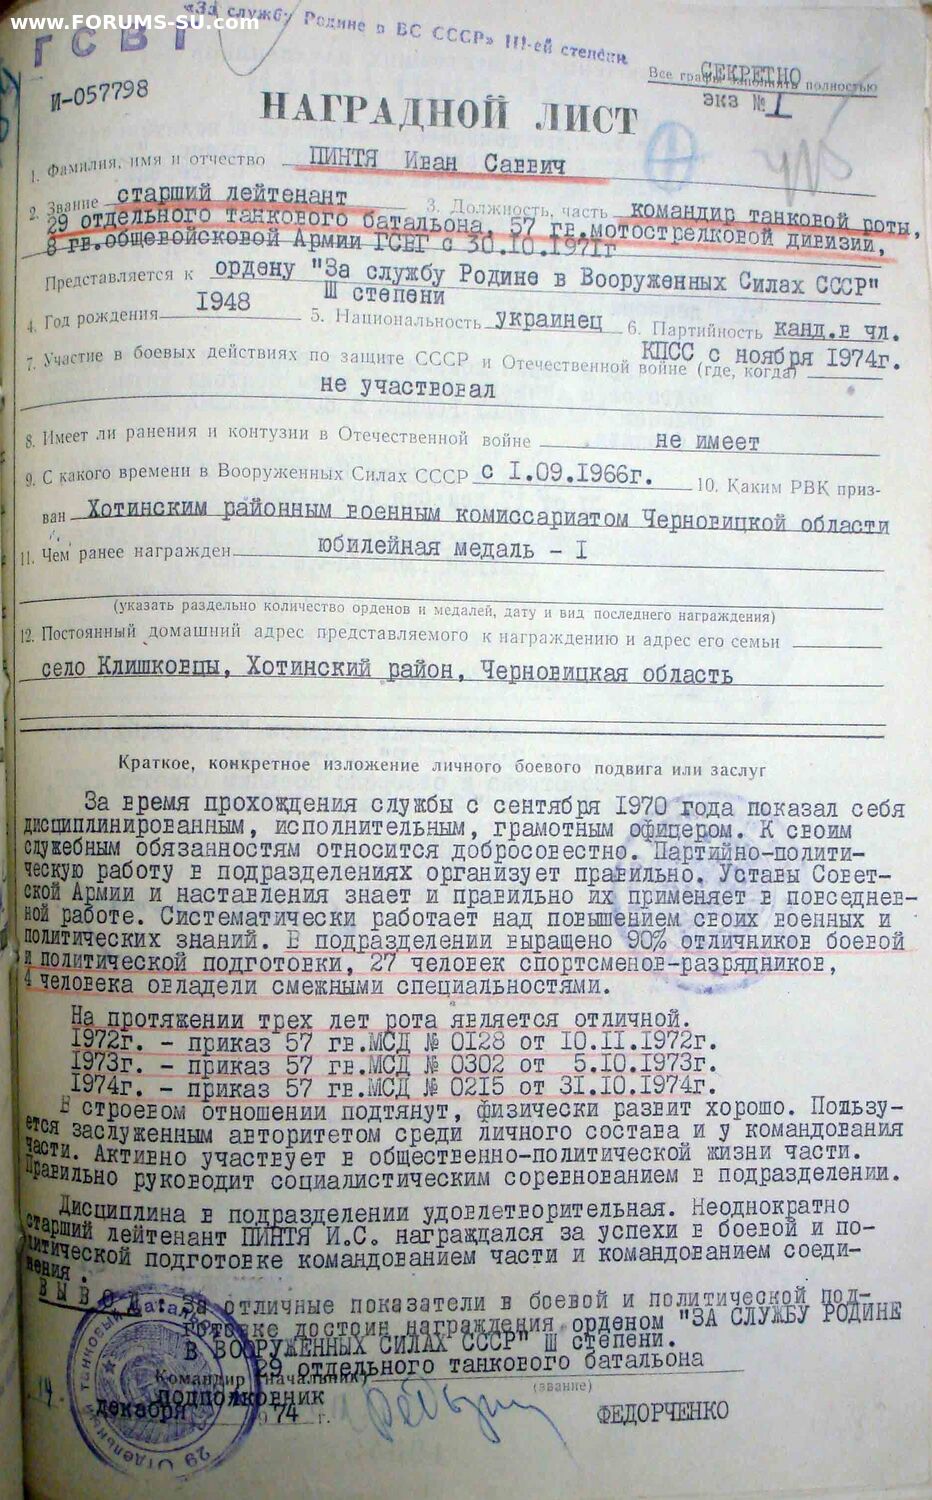 www.FORUMS-SU.com
ГСВГ
«За службу Родине в ВС СССР» III-ей степени
Все графы заполнять полностью
СЕКРЕТНО
экз № 1
И-057798
НАГРАДНОЙ ЛИСТ
1. Фамилия, имя и отчество ПИНТЯ Иван Саввич
2. Звание старший лейтенант 3. Должность, часть командир танковой роты,
29 отдельного танкового батальона, 57 гв.мотострелковой дивизии,
8 гв.общевойсковой Армии ГСВГ с 30.10.1971г
Представляется к ордену "За службу Родине в Вооруженных Силах СССР"
Ш степени
4. Год рождения 1948 5. Национальность украинец 6. Партийность канд.в чл.
КПСС с ноября 1974г.
7. Участие в боевых действиях по защите СССР и Отечественной войне (где, когда)
не участвовал
8. Имеет ли ранения и контузии в Отечественной войне не имеет
9. С какого времени в Вооруженных Силах СССР с I.09.1966г. 10. Каким РВК приз-
ван Хотинским районным военным комиссариатом Черновицкой области
11. Чем ранее награжден юбилейная медаль - I
(указать раздельно количество орденов и медалей, дату и вид последнего награждения)
12. Постоянный домашний адрес представляемого к награждению и адрес его семьи
село Клишковцы, Хотинский район, Черновицкая область
Краткое, конкретное изложение личного боевого подвига или заслуг
За время прохождения службы с сентября 1970 года показал себя
дисциплинированным, исполнительным, грамотным офицером. К своим
служебным обязанностям относится добросовестно. Партийно-полити-
ческую работу в подразделениях организует правильно. Уставы Совет-
ской Армии и наставления знает и правильно их применяет в повседнев-
ной работе. Систематически работает над повышением своих военных и
политических знаний. В подразделении выращено 90% отличников боевой
и политической подготовки, 27 человек спортсменов-разрядников,
4 человека овладели смежными специальностями.
На протяжении трех лет рота является отличной.
1972г. - приказ 57 гв.МСД № 0128 от 10.11.1972г.
1973г. - приказ 57 гв.МСД № 0302 от 5.10.1973г.
1974г. - приказ 57 гв.МСД № 0215 от 31.10.1974г.
В строевом отношении подтянут, физически развит хорошо. Пользу-
ется заслуженным авторитетом среди личного состава и у командования
части. Активно участвует в общественно-политической жизни части.
Правильно руководит социалистическим соревнованием в подразделении.
Дисциплина в подразделении удовлетворительная. Неоднократно
старший лейтенант ПИНТЯ И.С. награждался за успехи в боевой и по-
литической подготовке командованием части и командованием соеди-
нения.
ВЫВОД: За отличные показатели в боевой и политической под-
готовке достоин награждения орденом "ЗА СЛУЖБУ РОДИНЕ
В ВООРУЖЕННЫХ СИЛАХ СССР" Ш степени.
29 отдельного танкового батальона
Командир (начальник)
(звание)
подполковник
ФЕДОРЧЕНКО
14 декабря 1974 г.
29 Отдельный танковый батальон